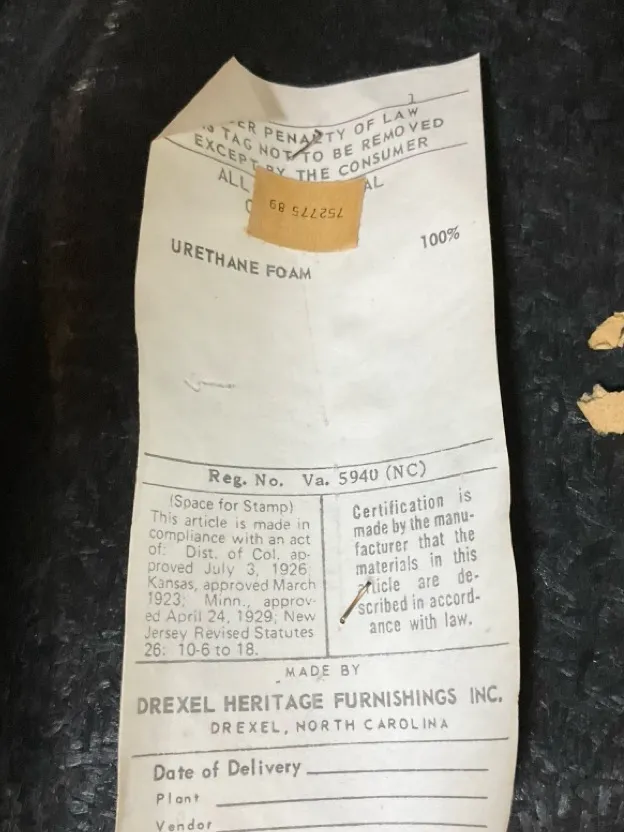 ER PENALTY OF LAW
S TAG NOT TO BE REMOVED
EXCEPT BY THE CONSUMER
ALL AL
752775 89
URETHANE FOAM 100%
Reg. No. Va. 5940 (NC)
(Space for Stamp)
This article is made in
compliance with an act
of: Dist. of Col. ap-
proved July 3, 1926;
Kansas, approved March
1923; Minn., approv-
ed April 24, 1929; New
Jersey Revised Statutes
26: 10-6 to 18.
Certification is
made by the manu-
facturer that the
materials in this
article are de-
scribed in accord-
ance with law.
MADE BY
DREXEL HERITAGE FURNISHINGS INC.
DREXEL, NORTH CAROLINA
Date of Delivery
Plant
Vendor